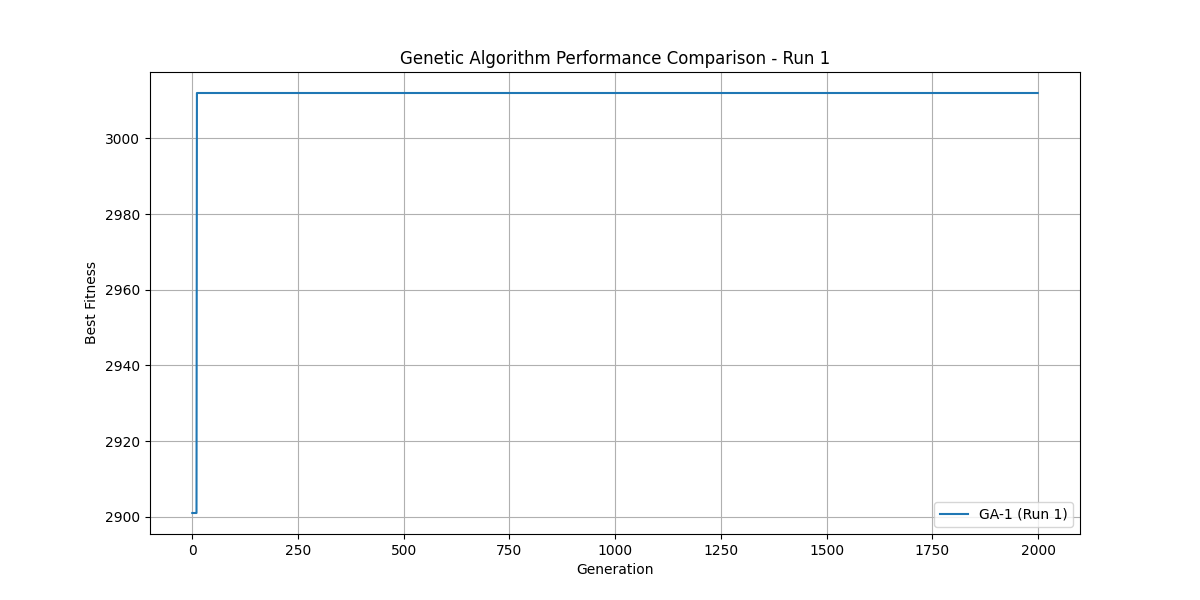 Genetic Algorithm Performance Comparison - Run 1
3000
2980
2960
2940
2920
2900
Best Fitness
GA-1 (Run 1)
0 250 500 750 1000 1250 1500 1750 2000
Generation